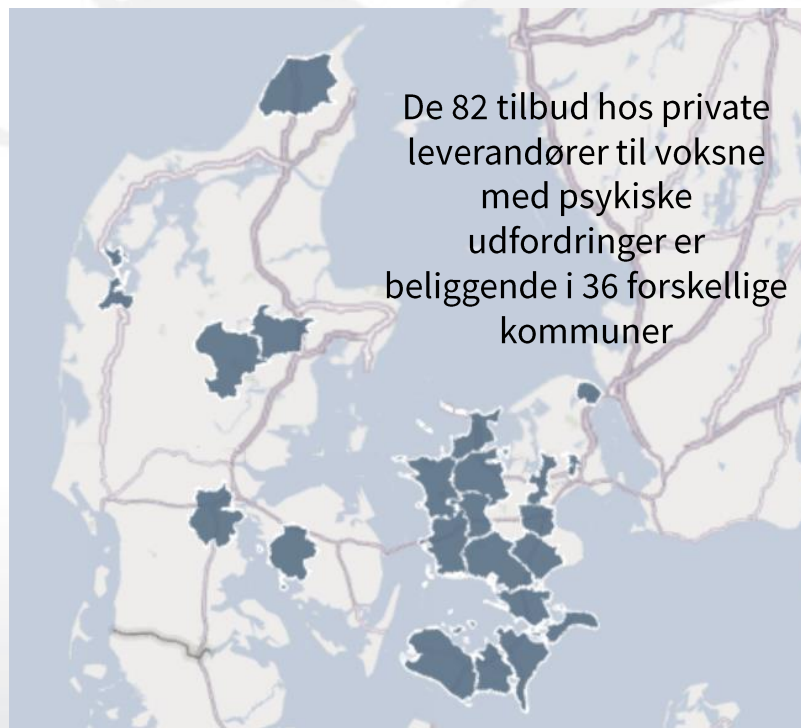 De 82 tilbud hos private
leverandører til voksne
med psykiske
udfordringer er
beliggende i 36 forskellige
kommuner